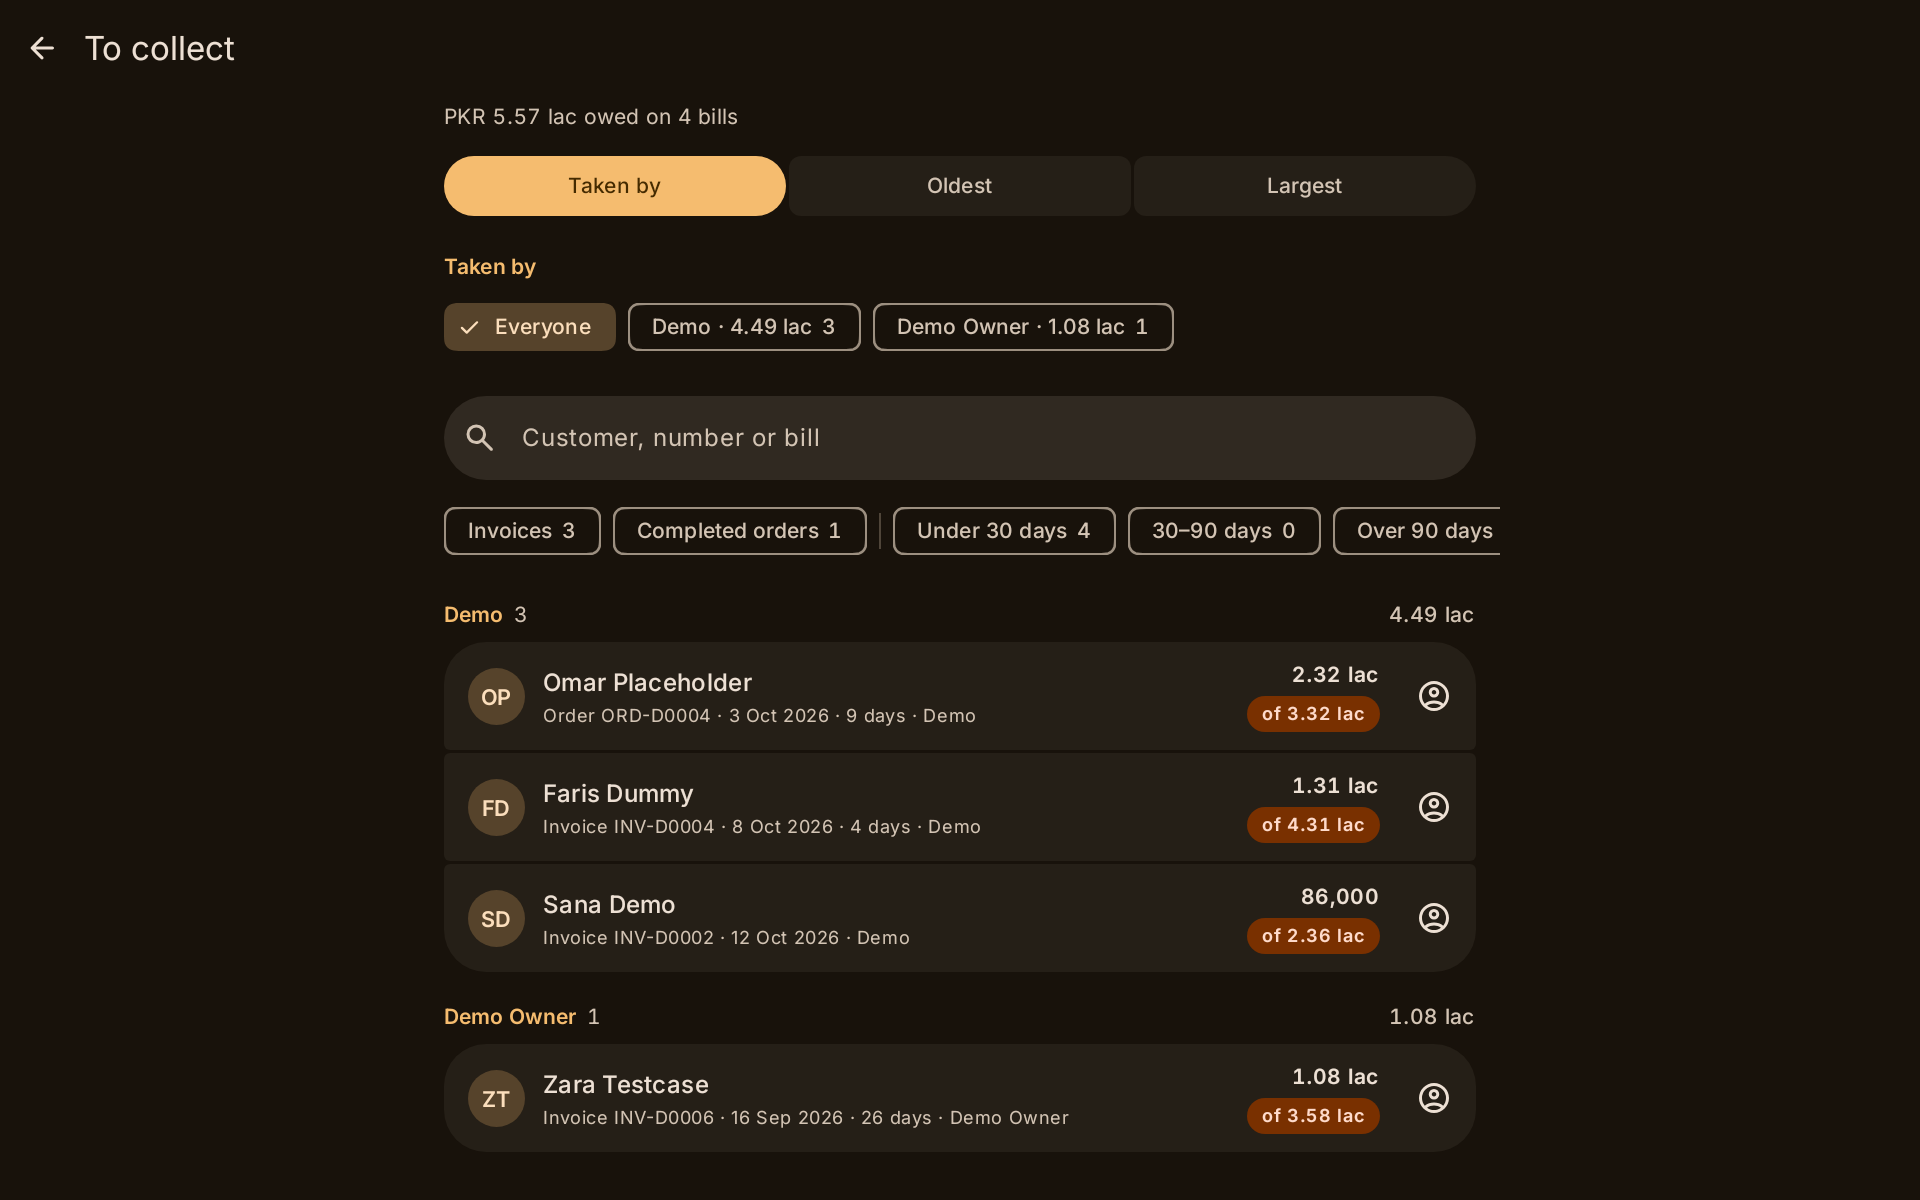 To collect
PKR 5.57 lac owed on 4 bills
Taken by
Oldest
Largest
Taken by
Everyone
Demo · 4.49 lac 3
Demo Owner · 1.08 lac 1
Customer, number or bill
Invoices 3
Completed orders 1
Under 30 days 4
30–90 days 0
Over 90 days
Demo 3
4.49 lac
OP
Omar Placeholder
Order ORD-D0004 · 3 Oct 2026 · 9 days · Demo
2.32 lac
of 3.32 lac
FD
Faris Dummy
Invoice INV-D0004 · 8 Oct 2026 · 4 days · Demo
1.31 lac
of 4.31 lac
SD
Sana Demo
Invoice INV-D0002 · 12 Oct 2026 · Demo
86,000
of 2.36 lac
Demo Owner 1
1.08 lac
ZT
Zara Testcase
Invoice INV-D0006 · 16 Sep 2026 · 26 days · Demo Owner
1.08 lac
of 3.58 lac